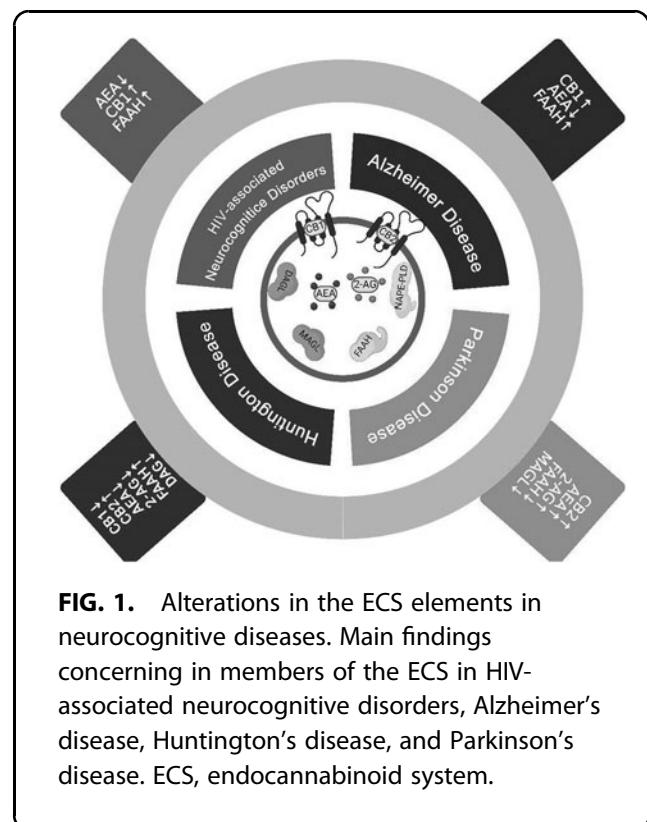 AEA↓
CB1↑
FAAH↑
CB1↑
AEA↓
FAAH↑
HIV-associated
Neurocognitice Disorders
Alzheimer Disease
CB1
CB2
DAGL
AEA
2-AG
NAPE-PLD
MAGL
FAAH
Huntington Disease
Parkinson Disease
CB1↓
CB2
AEA
2-AG
FAAH
DAG↓
CB2↑
AEA↑
2-AG↑
FAAH↓
MAGL↓
FIG. 1. Alterations in the ECS elements in
neurocognitive diseases. Main findings
concerning in members of the ECS in HIV-
associated neurocognitive disorders, Alzheimer's
disease, Huntington's disease, and Parkinson's
disease. ECS, endocannabinoid system.